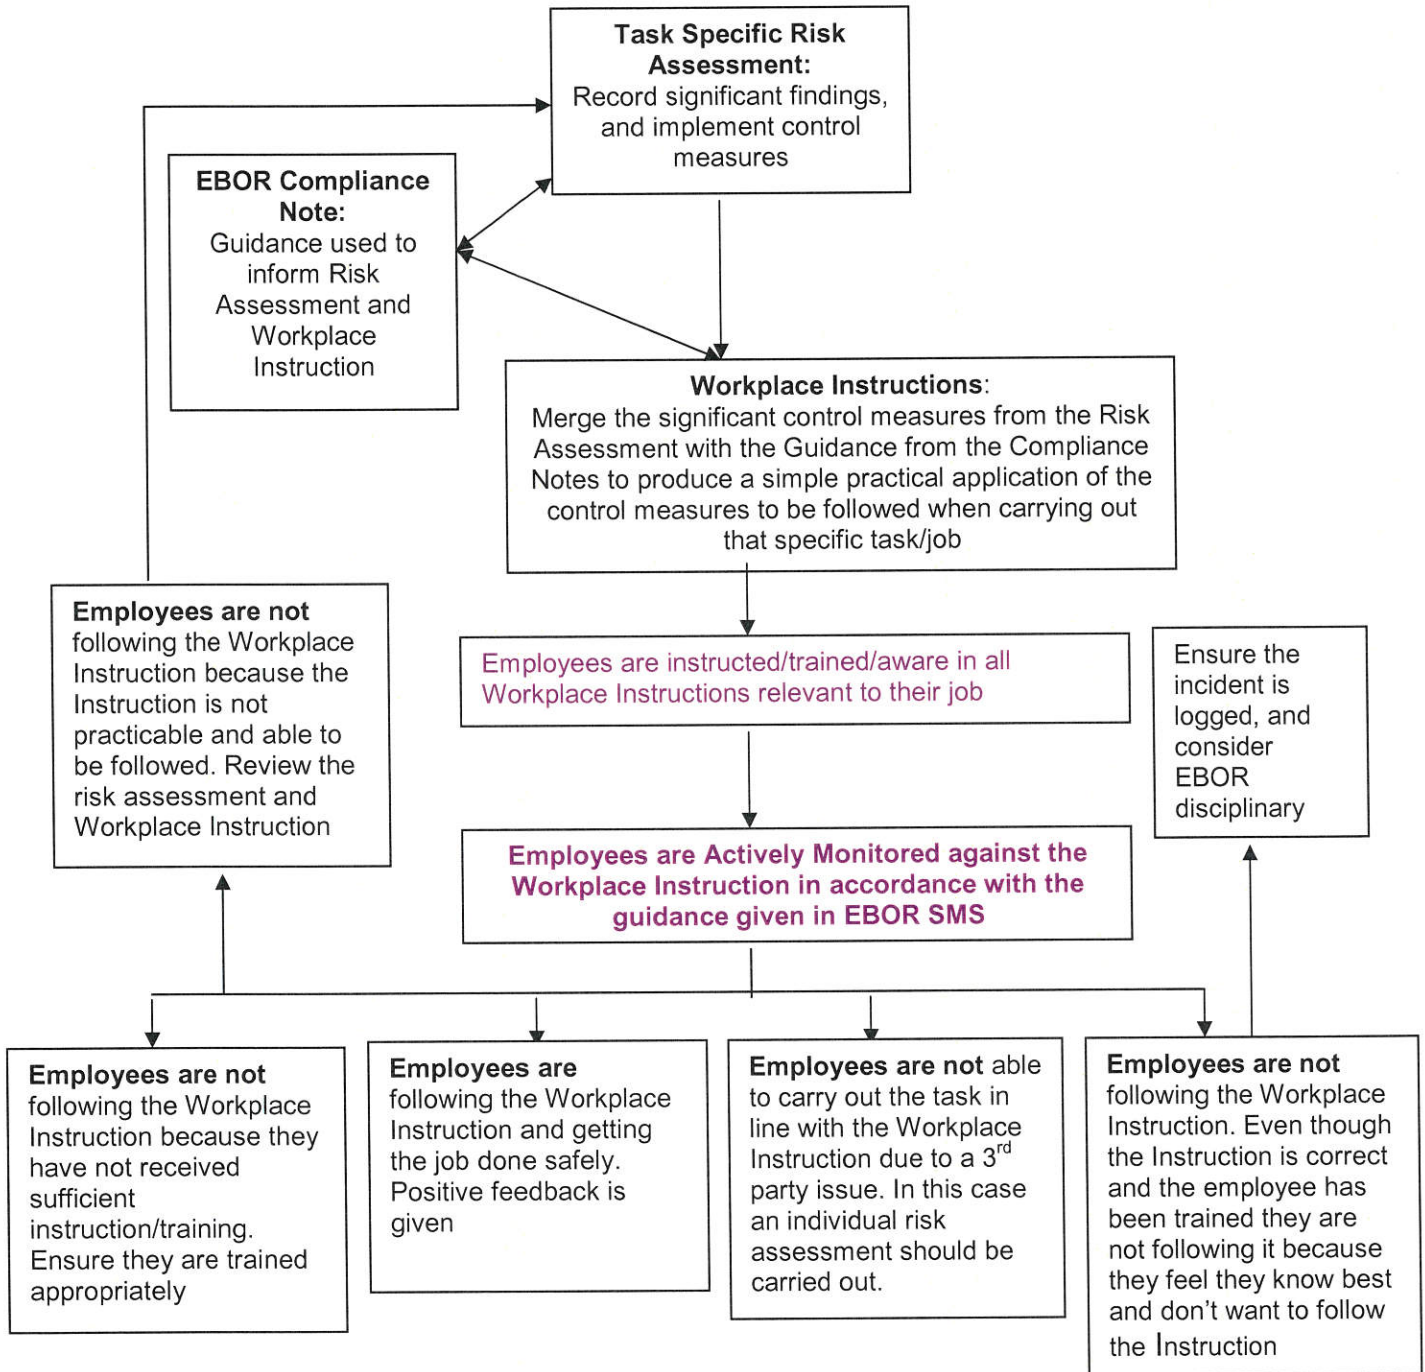 Task Specific Risk
Assessment:
Record significant findings,
and implement control
measures
EBOR Compliance
Note:
Guidance used to
inform Risk
Assessment and
Workplace
Instruction
Workplace Instructions:
Merge the significant control measures from the Risk
Assessment with the Guidance from the Compliance
Notes to produce a simple practical application of the
control measures to be followed when carrying out
that specific task/job
Employees are not
following the Workplace
Instruction because the
Instruction is not
practicable and able to
be followed. Review the
risk assessment and
Workplace Instruction
Employees are instructed/trained/aware in all
Workplace Instructions relevant to their job
Ensure the
incident is
logged, and
consider
EBOR
disciplinary
Employees are Actively Monitored against the
Workplace Instruction in accordance with the
guidance given in EBOR SMS
Employees are not
following the Workplace
Instruction because they
have not received
sufficient
instruction/training.
Ensure they are trained
appropriately
Employees are
following the Workplace
Instruction and getting
the job done safely.
Positive feedback is
given
Employees are not able
to carry out the task in
line with the Workplace
Instruction due to a 3rd
party issue. In this case
an individual risk
assessment should be
carried out.
Employees are not
following the Workplace
Instruction. Even though
the Instruction is correct
and the employee has
been trained they are
not following it because
they feel they know best
and don't want to follow
the Instruction